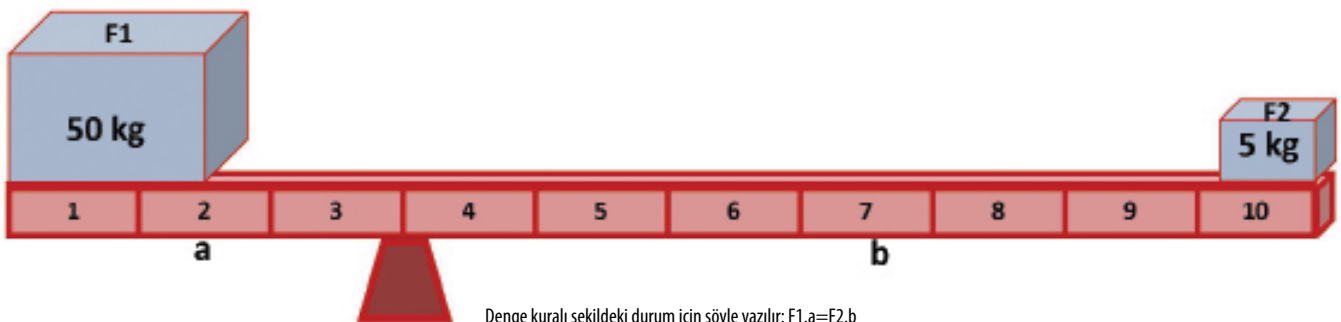 F1
50 kg
F2
5 kg
1 2 3 4 5 6 7 8 9 10
a b
Denge kuralı şekildeki durum için şöyle yazılır: F1.a=F2.b